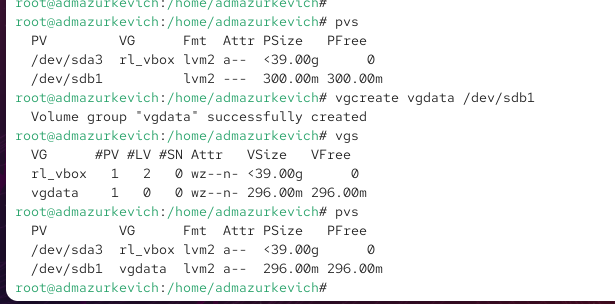 root@admazurkevich:/home/admazurkevich#
root@admazurkevich:/home/admazurkevich# pvs
  PV         VG      Fmt  Attr PSize   PFree
  /dev/sda3  rl_vbox lvm2 a--  <39.00g      0
  /dev/sdb1          lvm2 ---  300.00m 300.00m
root@admazurkevich:/home/admazurkevich# vgcreate vgdata /dev/sdb1
  Volume group "vgdata" successfully created
root@admazurkevich:/home/admazurkevich# vgs
  VG      #PV #LV #SN Attr   VSize   VFree
  rl_vbox   1   2   0 wz--n- <39.00g      0
  vgdata    1   0   0 wz--n- 296.00m 296.00m
root@admazurkevich:/home/admazurkevich# pvs
  PV         VG      Fmt  Attr PSize   PFree
  /dev/sda3  rl_vbox lvm2 a--  <39.00g      0
  /dev/sdb1  vgdata  lvm2 a--  296.00m 296.00m
root@admazurkevich:/home/admazurkevich#